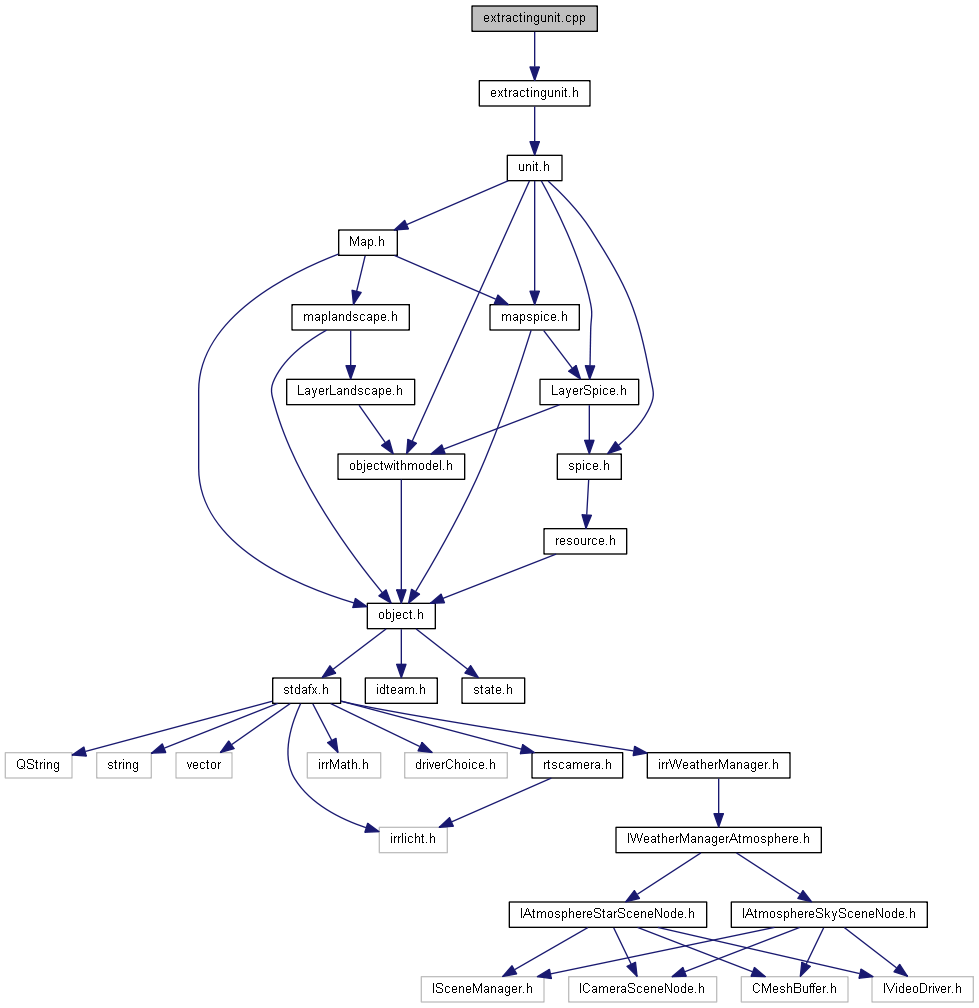 extractingunit.cpp
extractingunit.h
unit.h
Map.h
maplandscape.h
mapspice.h
LayerLandscape.h
LayerSpice.h
objectwithmodel.h
spice.h
resource.h
object.h
stdafx.h
idteam.h
state.h
QString
string
vector
irrMath.h
driverChoice.h
rtscamera.h
irrWeatherManager.h
irrlicht.h
IWeatherManagerAtmosphere.h
IAtmosphereStarSceneNode.h
IAtmosphereSkySceneNode.h
ISceneManager.h
ICameraSceneNode.h
CMeshBuffer.h
IVideoDriver.h